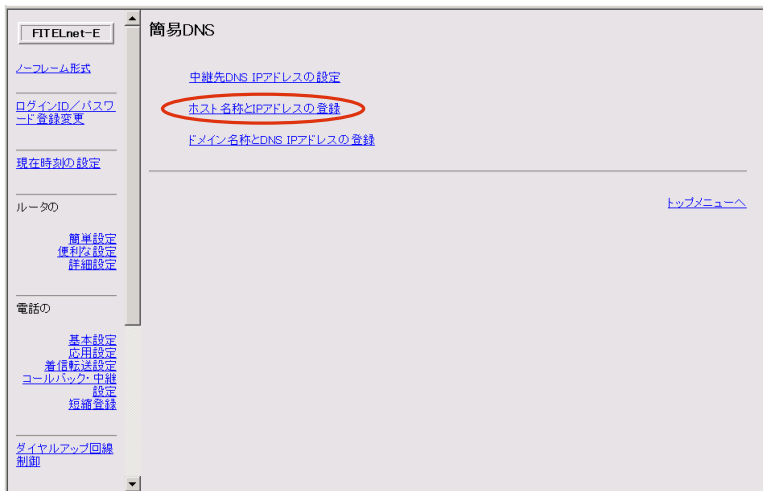 FITELnet-E
ノーフレーム形式
ログインID／パスワ
ード登録変更
現在時刻の設定
ルータの
簡単設定
便利な設定
詳細設定
電話の
基本設定
応用設定
着信転送設定
コールバック・中継
設定
短縮登録
ダイヤルアップ回線
制御
簡易DNS
中継先DNS IPアドレスの設定
ホスト名称とIPアドレスの登録
ドメイン名称とDNS IPアドレスの登録
トップメニューへ